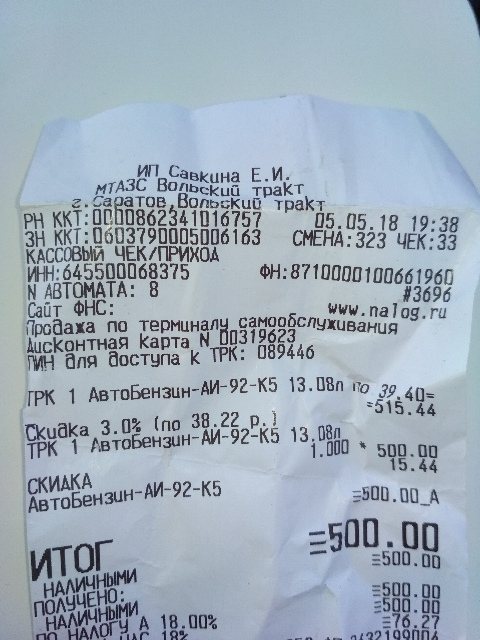 ИП Савкина Е.И.
МТАЗС Вольский тракт
г.Саратов,Вольский тракт
РН ККТ:0000862341016757 05.05.18 19:38
ЗН ККТ:0603790005006163 СМЕНА:323 ЧЕК:33
КАССОВЫЙ ЧЕК/ПРИХОД
ИНН:645500068375 ФН:8710000100661960
N АВТОМАТА: 8 #3696
Сайт ФНС: www.nalog.ru
Продажа по терминалу самообслуживания
Дисконтная карта N 00319623
ПИН для доступа к ТРК: 089446
ТРК 1 АвтоБензин-АИ-92-К5 13.08л по 39.40=
=515.44
Скидка 3.0% (по 38.22 р.)
ТРК 1 АвтоБензин-АИ-92-К5 13.08л
1.000 * 500.00
15.44
СКИДКА
АвтоБензин-АИ-92-К5 =500.00_А
ИТОГ =500.00
НАЛИЧНЫМИ =500.00
ПОЛУЧЕНО:
НАЛИЧНЫМИ =500.00
=500.00
ПО НАЛОГУ А 18.00% =76.27
18%